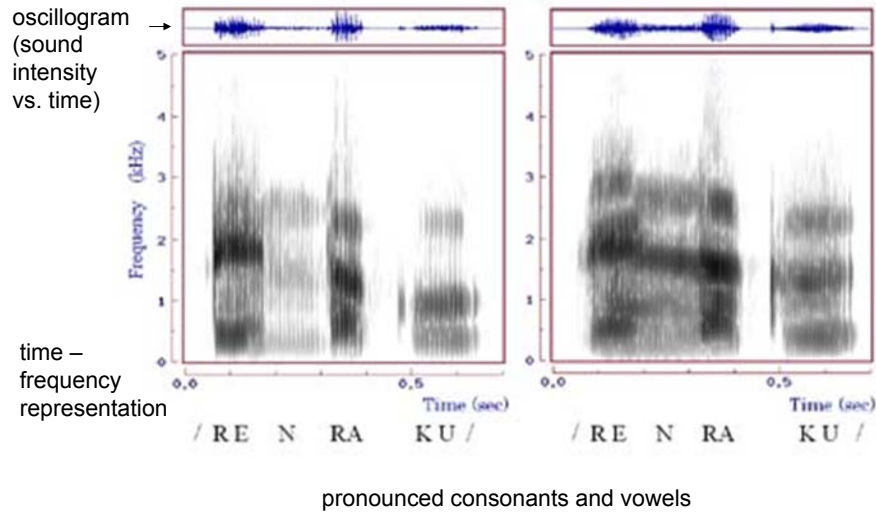 oscillogram
(sound
intensity
vs. time)
5
4
3
2
1
0
Frequency (kHz)
0.0
0.5
Time (sec)
/ RE N RA KU /
5
4
3
2
1
0
0.0
0.5
Time (sec)
/ RE N RA KU /
time –
frequency
representation
pronounced consonants and vowels